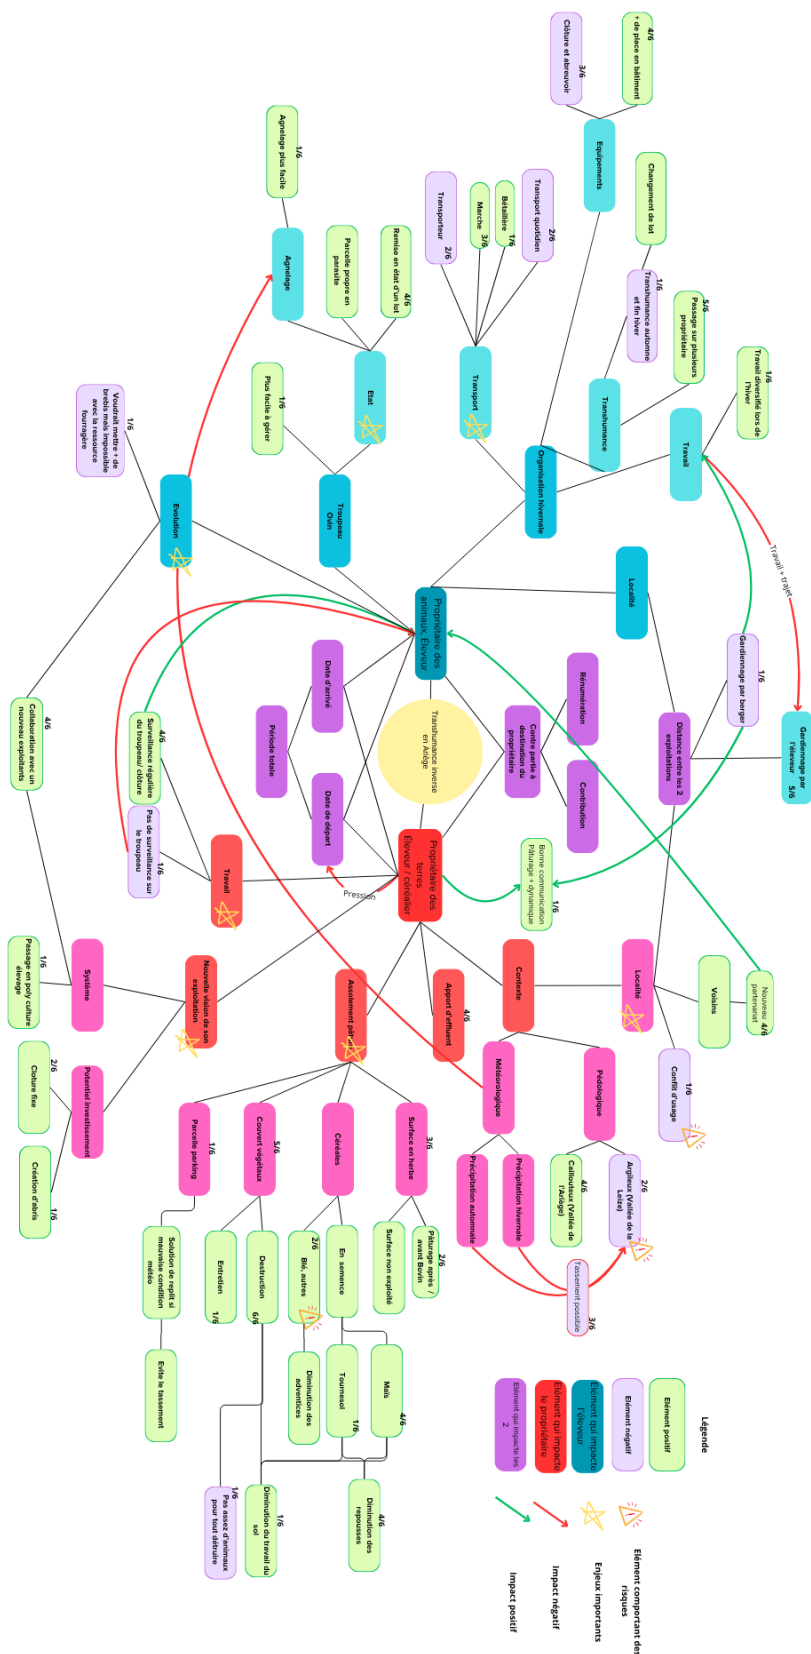 4/6
+ de place en bâtiment
3/6
Clôture et abreuvoir
Equipements
Changement de lot
1/6
Transhumance automne
et fin hiver
5/6
Passage sur plusieurs
propriétaire
Transhumance
1/6
Travail diversifié lors de
l'hiver
Travail
2/6
Transport quotidien
1/6
Bétaillère
Marche 3/6
Transporteur 2/6
Transport
Organisation hivernale
1/6
Agnelage plus facile
Agnelage
Parcelle propre en
parasite
4/6
Remise en état d'un lot
Etat
1/6
Plus facile à gérer
Troupeau
Ovin
1/6
Voudrait mettre + de
brebis mais impossible
avec la ressource
fourragère
Evolution
Localité
Propriétaire des
animaux, Éleveur
Travail + trajet
1/6
Gardiennage par berger
Gardiennage par
l'éleveur
5/6
Distance entre les 2
exploitations
Rénumération
Contribution
Contre partie à
destination du
propriétaire
Transhumance inverse
en Ariège
Date d'arrivé
Date de départ
Période totale
4/6
Surveillance régulière
du troupeau/ clôture
1/6
Pas de surveillance sur
le troupeau
Travail
4/6
Collaboration avec un
nouveau exploitants
1/6
Passage en poly culture
élevage
Système
Nouvelle vision de son
exploitation
Potentiel investissement
2/6
Cloture fixe
Création d'abris
1/6
Pression
Propriétaire des
terres
Éleveur / céréalier
1/6
Bonne communication
Pâturage + dynamique
Nouveau
partenariat
4/6
Voisins
Localité
1/6
Conflit d'usage
Contexte
4/6
Apport d'effluent
Pédologique
Météorologique
2/6
Argileux (Vallée de la
Leize)
4/6
Caillouteux (Vallée de
l'Ariège)
Précipitation hivernale
Précipitation automnale
Tassement possible
3/6
3/6
Surface en herbe
2/6
Pâturage après /
avant Bovin
Surface non exploité
Céréales
En semence
2/6
Blé, autres
Maïs
4/6
Tournesol
1/6
Diminution des
adventices
4/6
Diminution des
repousses
5/6
Couvert végétaux
Destruction
6/6
Entretien
1/6
1/6
Diminution du travail du
sol
1/6
Pas assez d'animaux
pour tout détruire
1/6
Parcelle parking
Solution de replit si
mauvaise condition
météo
Evite le tassement
Légende
Elément positif
Elément négatif
Elément qui impacte
l'éleveur
Elément qui impacte
le propriétaire
Elément qui impacte les
2
Elément comportant des
risques
Enjeux importants
Impact négatif
Impact positif